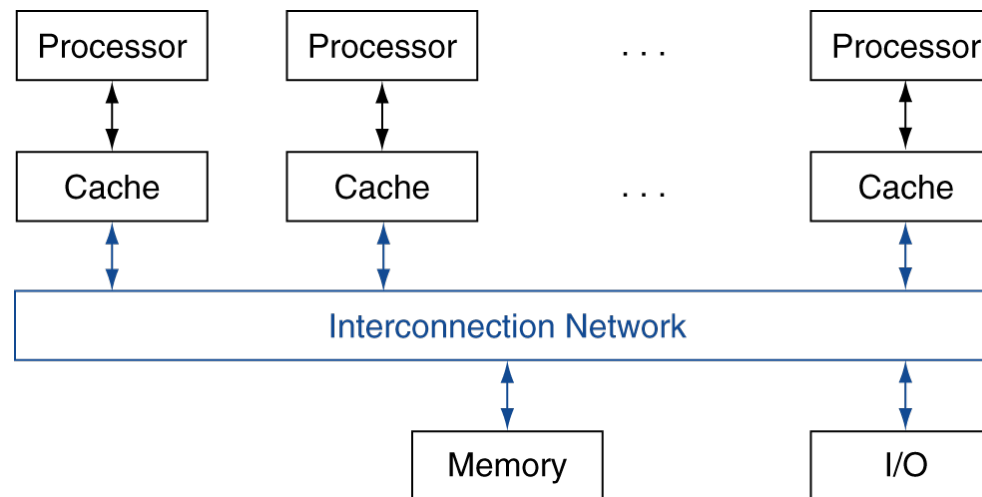 Processor Processor . . . Processor
Cache Cache . . . Cache
Interconnection Network
Memory I/O